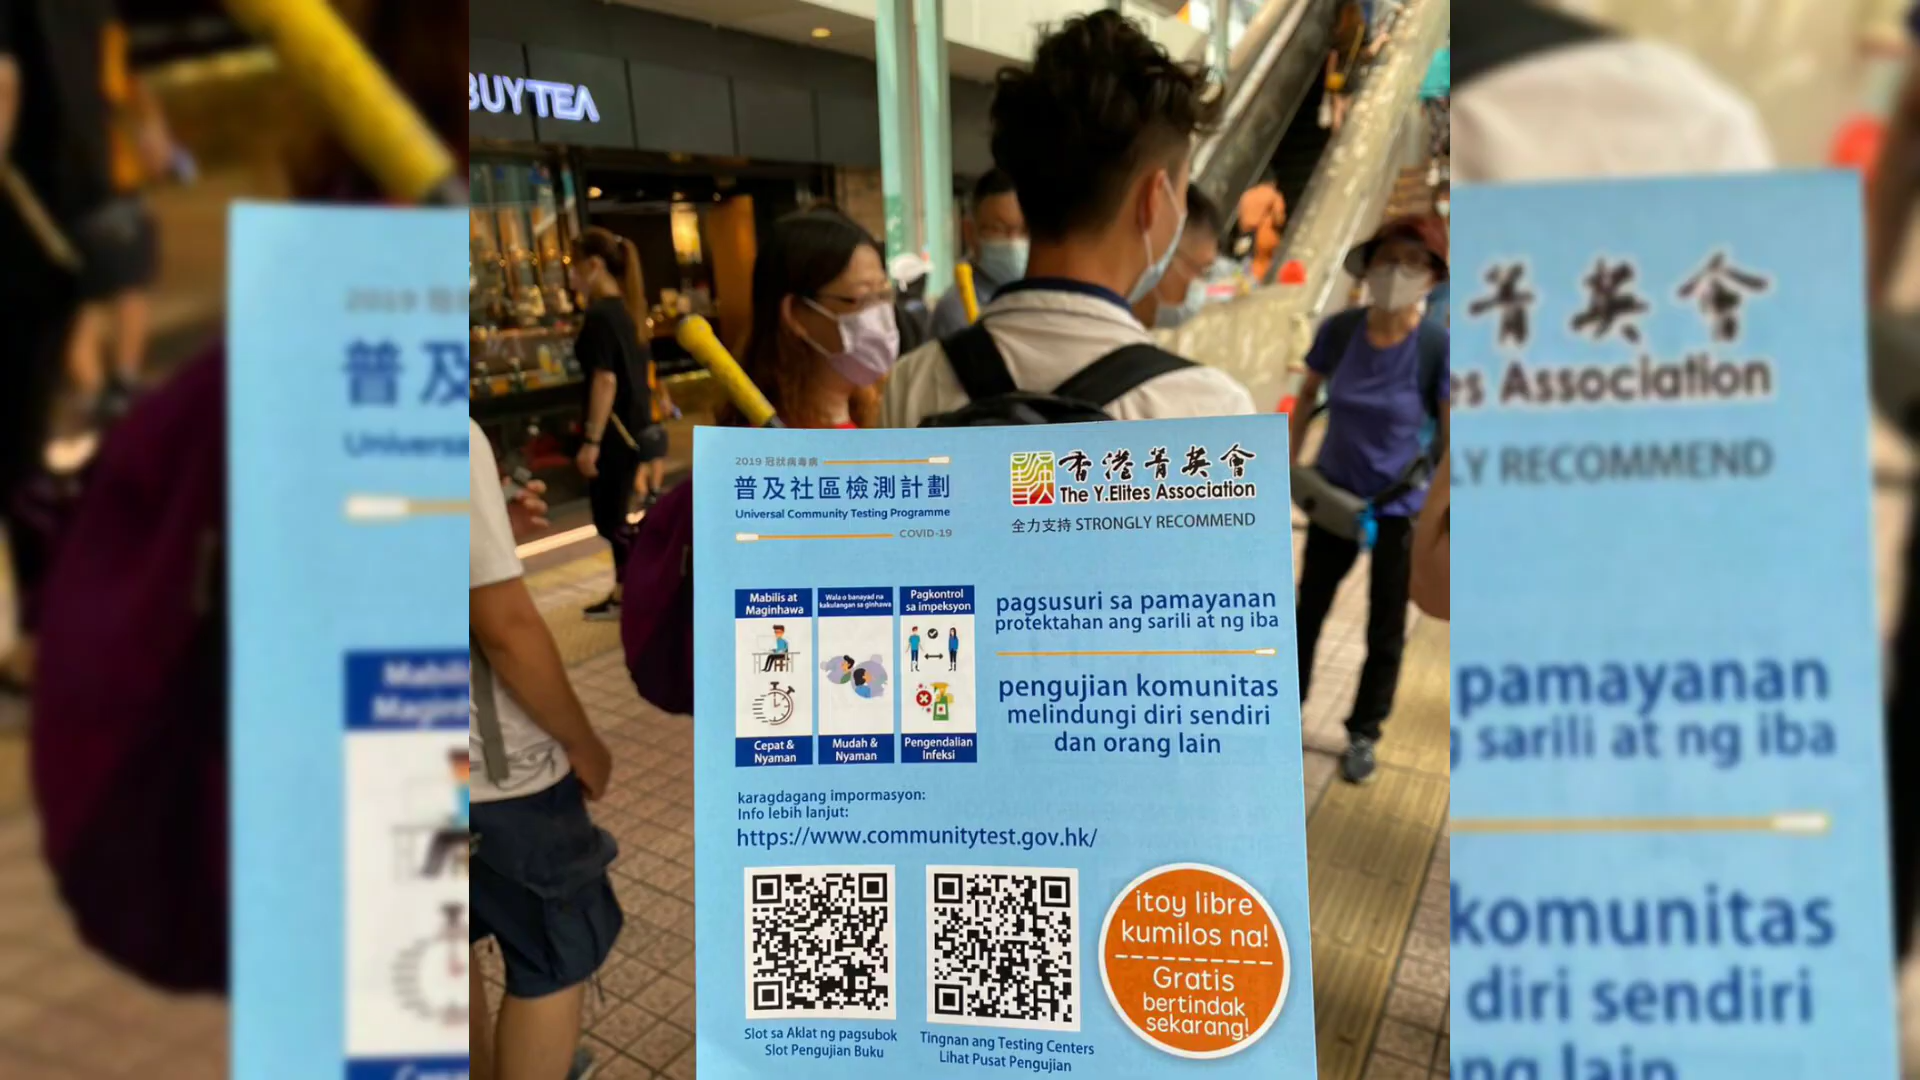 BUYTEA
2019 冠狀病毒病
普及社區檢測計劃
Universal Community Testing Programme
COVID-19
香港菁英會
The Y.Elites Association
全力支持 STRONGLY RECOMMEND
Mabilis at
Maginhawa
Wala o banayad na
kakulangan sa ginhawa
Pagkontrol
sa impeksyon
Cepat &
Nyaman
Mudah &
Nyaman
Pengendalian
Infeksi
pagsusuri sa pamayanan
protektahan ang sarili at ng iba
pengujian komunitas
melindungi diri sendiri
dan orang lain
karagdagang impormasyon:
Info lebih lanjut:
https://www.communitytest.gov.hk/
Slot sa Aklat ng pagsubok
Slot Pengujian Buku
Tingnan ang Testing Centers
Lihat Pusat Pengujian
itoy libre
kumilos na!
Gratis
bertindak
sekarang!